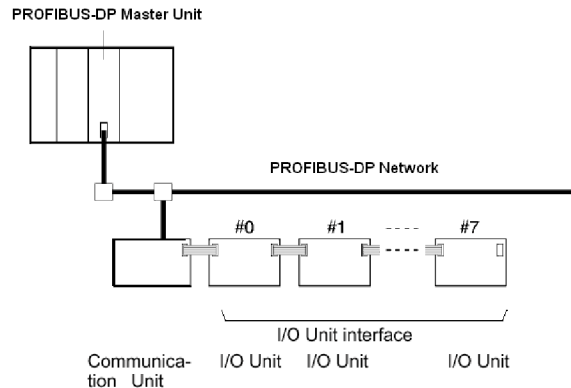 PROFIBUS-DP Master Unit
PROFIBUS-DP Network
#0 #1 #7
I/O Unit interface
Communica- I/O Unit I/O Unit I/O Unit
tion Unit